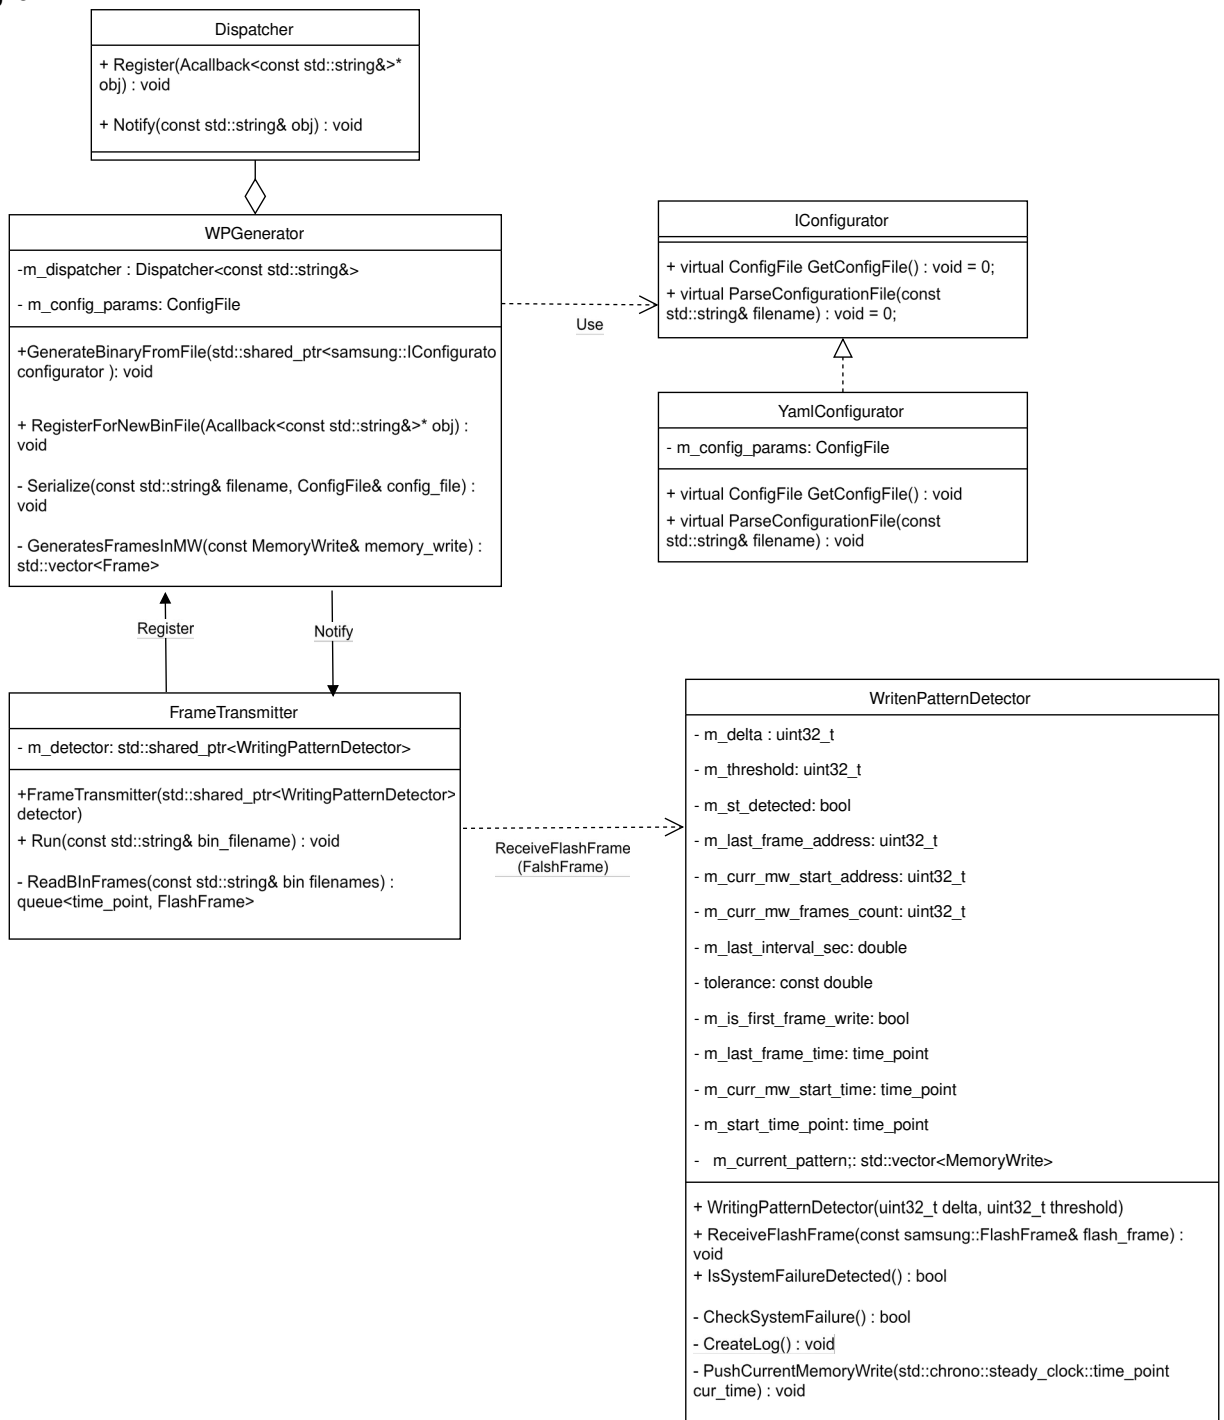 Dispatcher
+ Register(Acallback<const std::string&>*
obj) : void
+ Notify(const std::string& obj) : void
WPGenerator
-m_dispatcher : Dispatcher<const std::string&>
- m_config_params: ConfigFile
+GenerateBinaryFromFile(std::shared_ptr<samsung::IConfigurato
configurator ): void
+ RegisterForNewBinFile(Acallback<const std::string&>* obj) :
void
- Serialize(const std::string& filename, ConfigFile& config_file) :
void
- GeneratesFramesInMW(const MemoryWrite& memory_write) :
std::vector<Frame>
Use
IConfigurator
+ virtual ConfigFile GetConfigFile() : void = 0;
+ virtual ParseConfigurationFile(const
std::string& filename) : void = 0;
YamlConfigurator
- m_config_params: ConfigFile
+ virtual ConfigFile GetConfigFile() : void
+ virtual ParseConfigurationFile(const
std::string& filename) : void
Register
Notify
FrameTransmitter
- m_detector: std::shared_ptr<WritingPatternDetector>
+FrameTransmitter(std::shared_ptr<WritingPatternDetector>
detector)
+ Run(const std::string& bin_filename) : void
- ReadBInFrames(const std::string& bin filenames) :
queue<time_point, FlashFrame>
ReceiveFlashFrame
(FalshFrame)
WritenPatternDetector
- m_delta : uint32_t
- m_threshold: uint32_t
- m_st_detected: bool
- m_last_frame_address: uint32_t
- m_curr_mw_start_address: uint32_t
- m_curr_mw_frames_count: uint32_t
- m_last_interval_sec: double
- tolerance: const double
- m_is_first_frame_write: bool
- m_last_frame_time: time_point
- m_curr_mw_start_time: time_point
- m_start_time_point: time_point
- m_current_pattern;: std::vector<MemoryWrite>
+ WritingPatternDetector(uint32_t delta, uint32_t threshold)
+ ReceiveFlashFrame(const samsung::FlashFrame& flash_frame) :
void
+ IsSystemFailureDetected() : bool
- CheckSystemFailure() : bool
- CreateLog() : void
- PushCurrentMemoryWrite(std::chrono::steady_clock::time_point
cur_time) : void